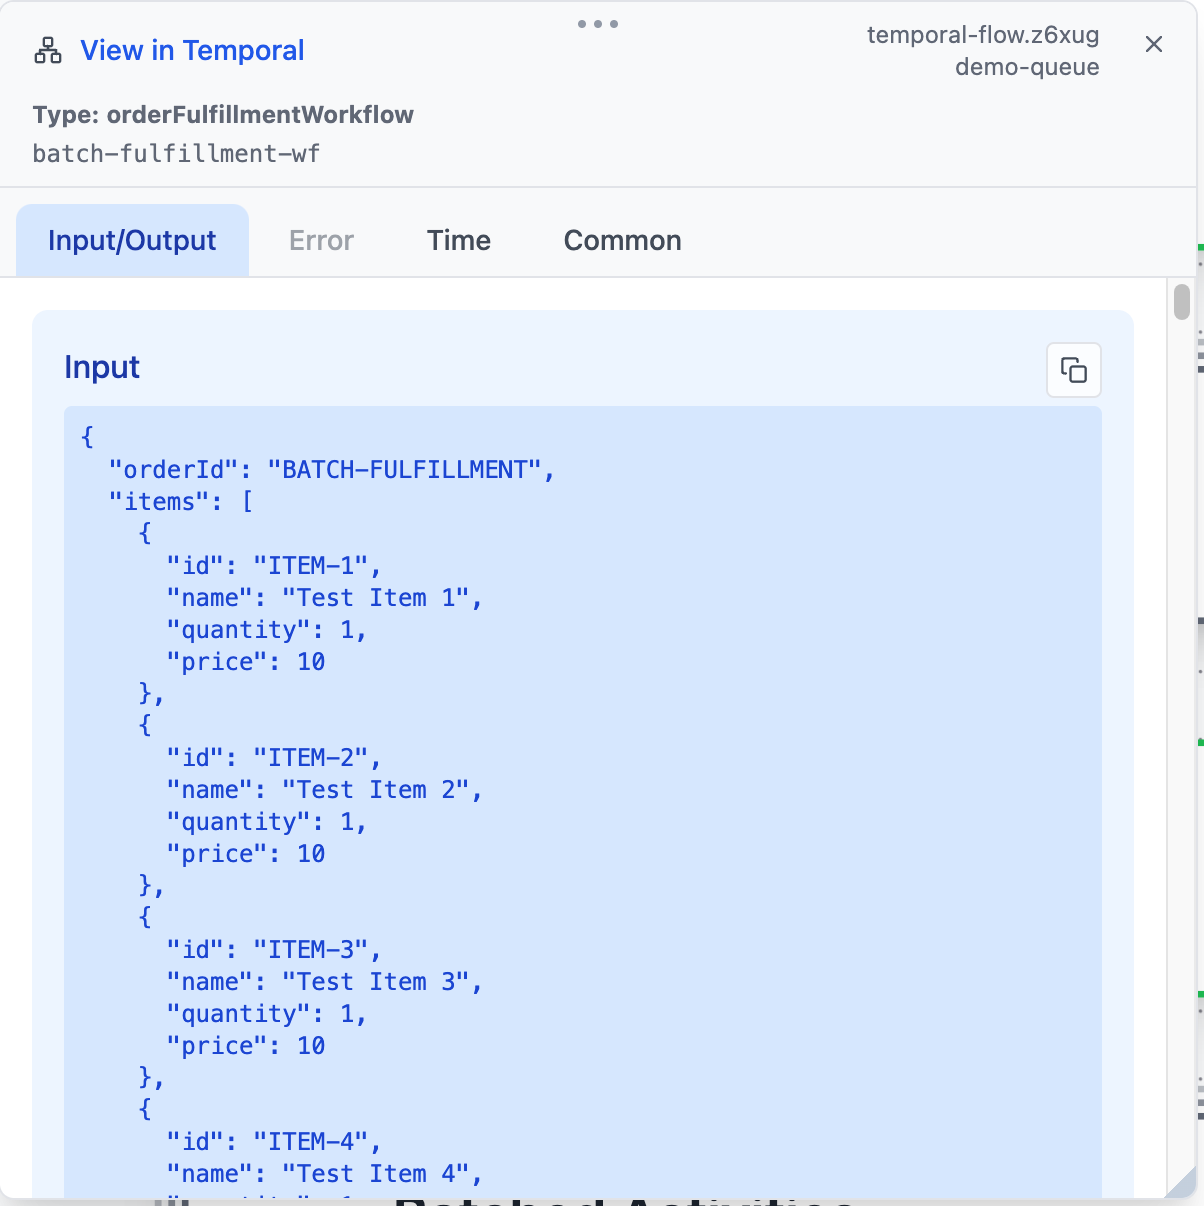 View in Temporal
temporal-flow.z6xug
demo-queue
Type: orderFulfillmentWorkflow
batch-fulfillment-wf
Input/Output
Error
Time
Common
Input
{
"orderId": "BATCH-FULFILLMENT",
"items": [
{
"id": "ITEM-1",
"name": "Test Item 1",
"quantity": 1,
"price": 10
},
{
"id": "ITEM-2",
"name": "Test Item 2",
"quantity": 1,
"price": 10
},
{
"id": "ITEM-3",
"name": "Test Item 3",
"quantity": 1,
"price": 10
},
{
"id": "ITEM-4",
"name": "Test Item 4",